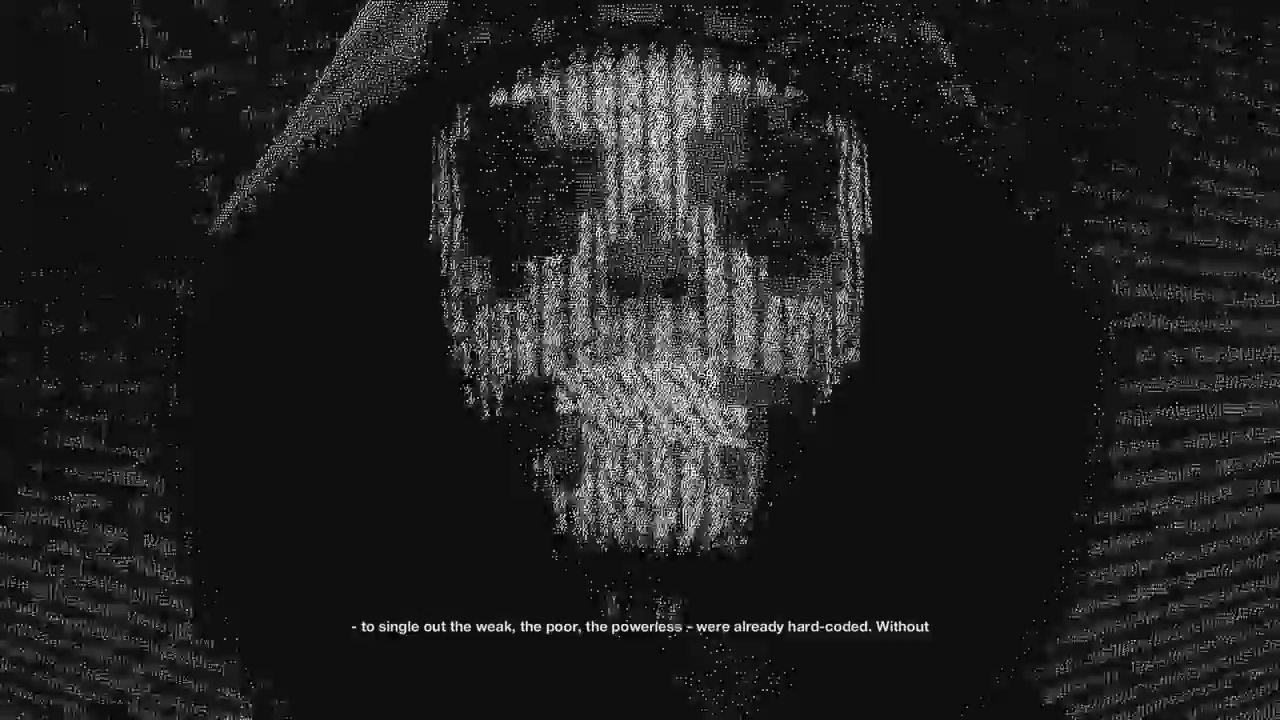 - to single out the weak, the poor, the powerless - were already hard-coded. Without